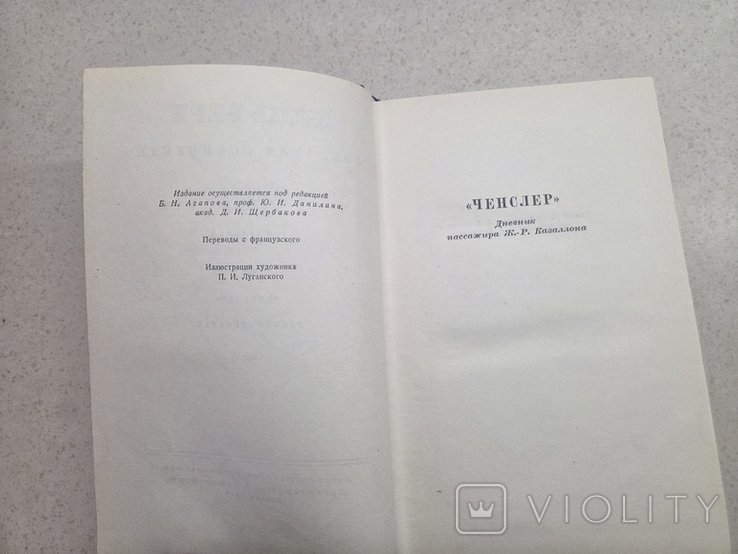 Издание осуществляется под редакцией
Б. Н. Агапова, проф. Ю. И. Данилина,
акад. Д. И. Щербакова
Переводы с французского
Иллюстрации художника
П. И. Луганского
«ЧЕНСЛЕР»
Дневник
пассажира Ж.-Р. Казаллона
VIOLITY